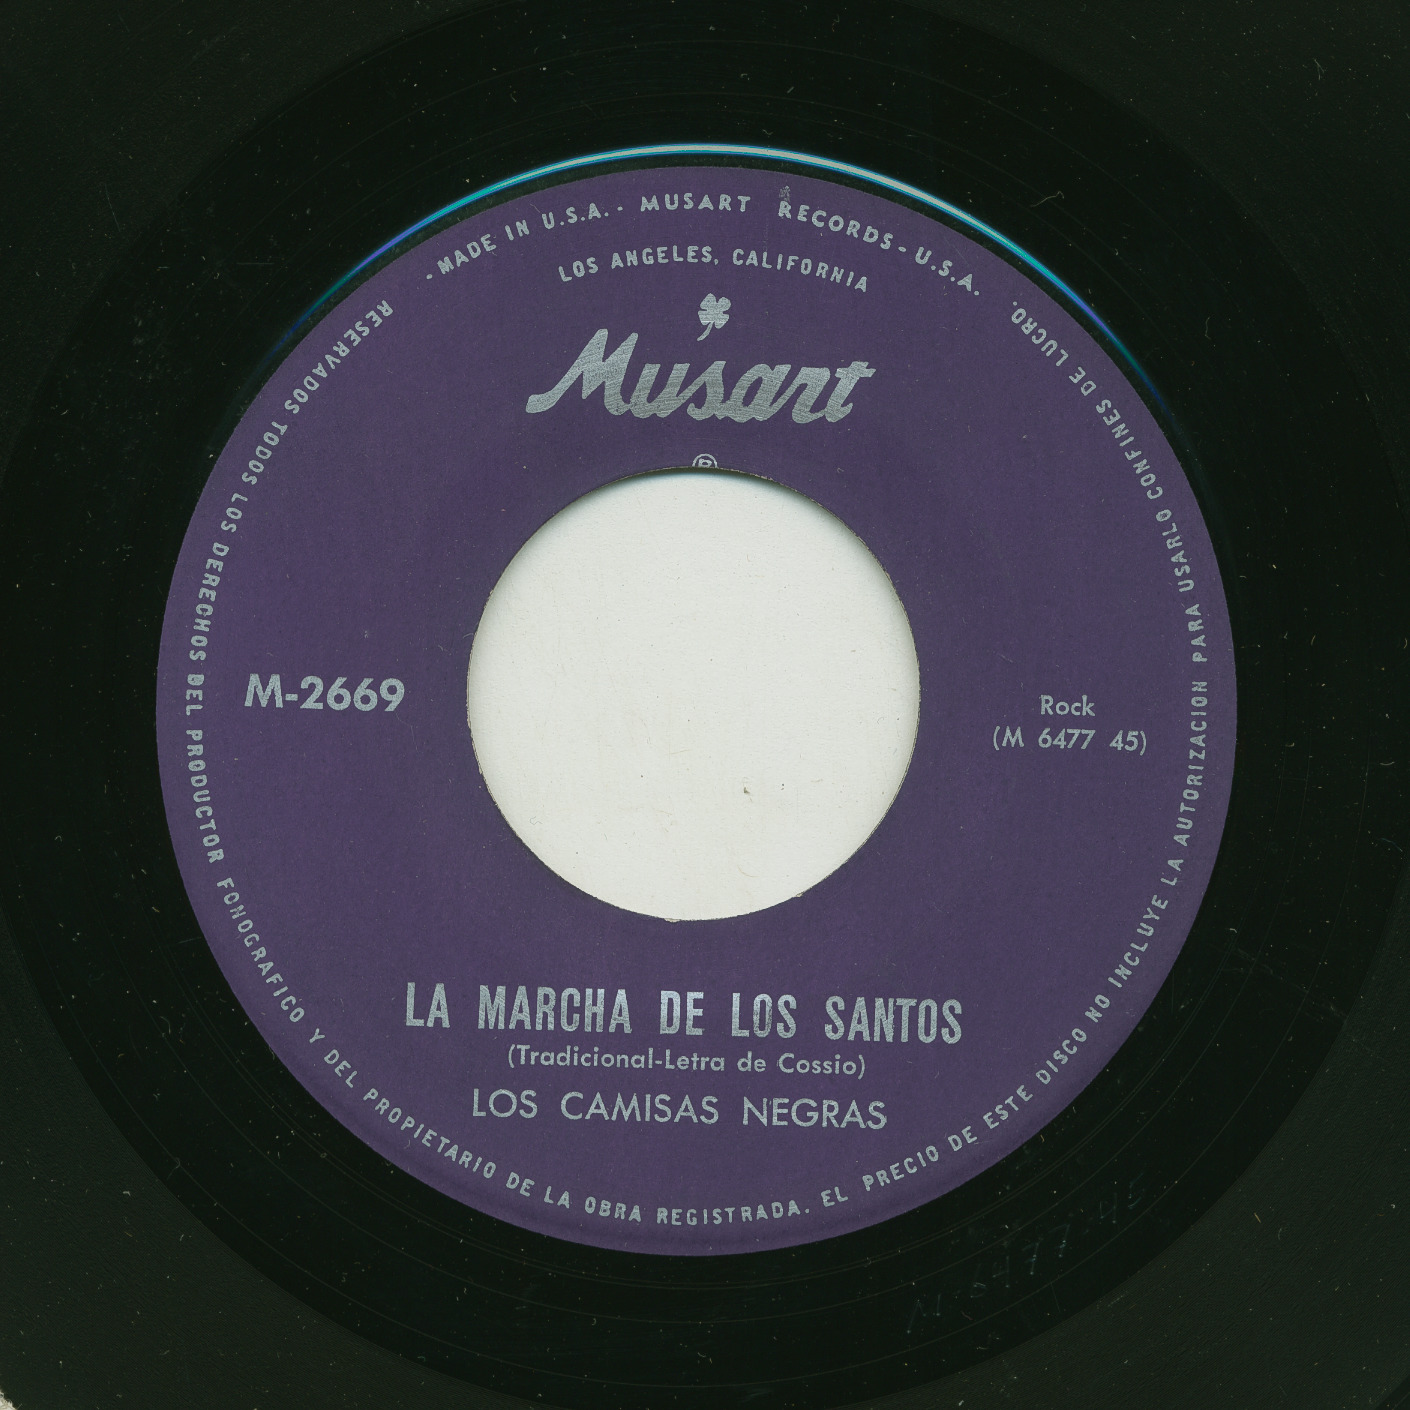 - MADE IN U.S.A. - MUSART RECORDS - U.S.A.
LOS ANGELES, CALIFORNIA
Musart
®
M-2669
Rock
(M 6477 45)
LA MARCHA DE LOS SANTOS
(Tradicional-Letra de Cossio)
LOS CAMISAS NEGRAS
RESERVADOS TODOS LOS DERECHOS DEL PRODUCTOR FONOGRAFICO Y DEL PROPIETARIO DE LA OBRA REGISTRADA. EL PRECIO DE ESTE DISCO NO INCLUYE LA AUTORIZACION PARA USARLO CONFINES DE LUCRO.
M-6477-45